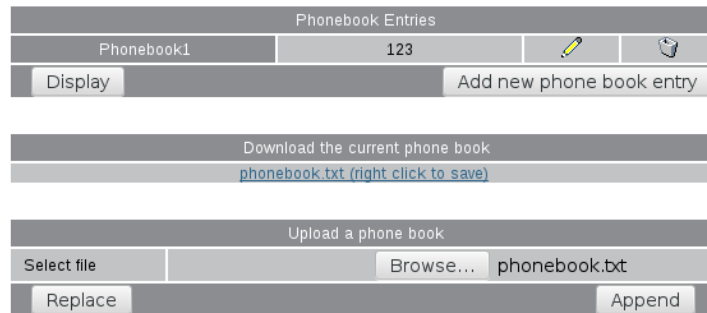 Phonebook Entries
Phonebook1 123
Display Add new phone book entry
Download the current phone book
phonebook.txt (right click to save)
Upload a phone book
Select file Browse... phonebook.txt
Replace Append